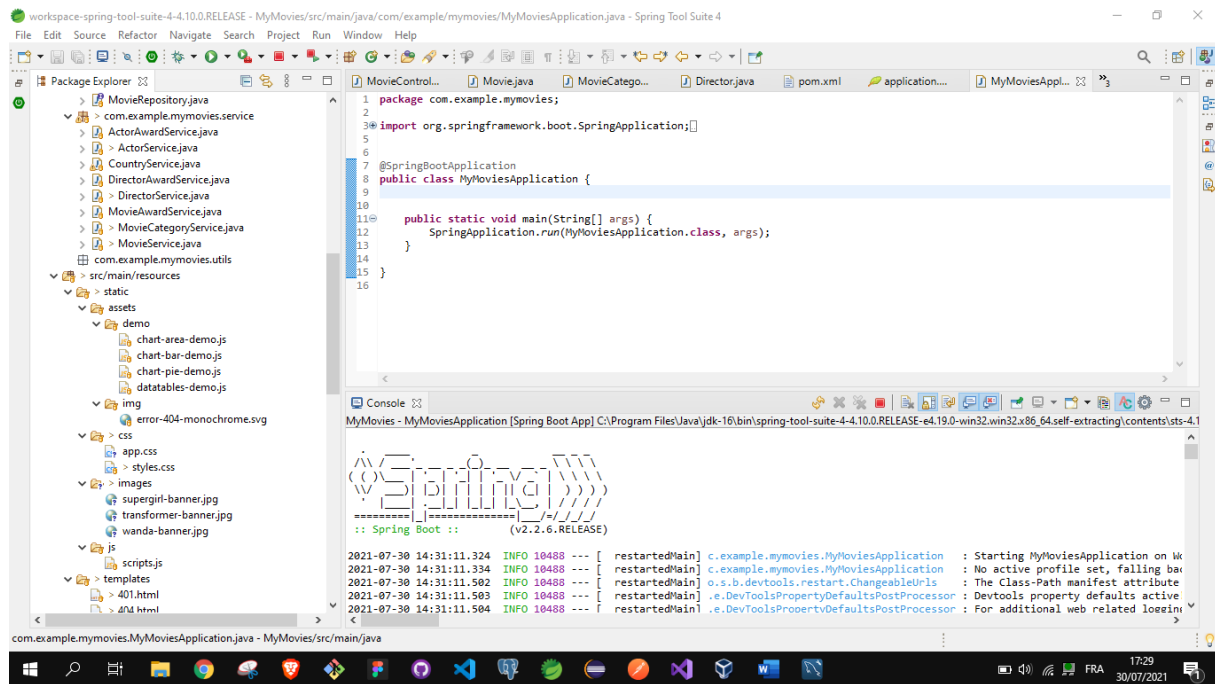 workspace-spring-tool-suite-4-4.10.0.RELEASE - MyMovies/src/main/java/com/example/mymovies/MyMoviesApplication.java - Spring Tool Suite 4
File Edit Source Refactor Navigate Search Project Run Window Help
Package Explorer
MovieControl... Movie.java MovieCatego... Director.java pom.xml application.... MyMoviesAppl... »3
> MovieRepository.java
> com.example.mymovies.service
> ActorAwardService.java
> > ActorService.java
> CountryService.java
> DirectorAwardService.java
> > DirectorService.java
> MovieAwardService.java
> > MovieCategoryService.java
> > MovieService.java
com.example.mymovies.utils
> src/main/resources
> static
assets
demo
chart-area-demo.js
chart-bar-demo.js
chart-pie-demo.js
datatables-demo.js
img
error-404-monochrome.svg
> css
app.css
> styles.css
> images
supergirl-banner.jpg
transformer-banner.jpg
wanda-banner.jpg
js
scripts.js
> templates
> 401.html
> 404.html
1 package com.example.mymovies;
2
3 import org.springframework.boot.SpringApplication;
5
6
7 @SpringBootApplication
8 public class MyMoviesApplication {
9
10
11 public static void main(String[] args) {
12 SpringApplication.run(MyMoviesApplication.class, args);
13 }
14
15 }
16
Console
MyMovies - MyMoviesApplication [Spring Boot App] C:\Program Files\Java\jdk-16\bin\spring-tool-suite-4-4.10.0.RELEASE-e4.19.0-win32.win32.x86_64.self-extracting\contents\sts-4.1
Spring
:: Spring Boot :: (v2.2.6.RELEASE)
2021-07-30 14:31:11.324 INFO 10488 --- [ restartedMain] c.example.mymovies.MyMoviesApplication : Starting MyMoviesApplication on
2021-07-30 14:31:11.334 INFO 10488 --- [ restartedMain] c.example.mymovies.MyMoviesApplication : No active profile set, falling
2021-07-30 14:31:11.502 INFO 10488 --- [ restartedMain] o.s.b.devtools.restart.ChangeableUrls : The Class-Path manifest attribute
2021-07-30 14:31:11.503 INFO 10488 --- [ restartedMain] .e.DevToolsPropertyDefaultsPostProcessor : Devtools property defaults active
2021-07-30 14:31:11.504 INFO 10488 --- [ restartedMain] .e.DevToolsPropertyDefaultsPostProcessor : For additional web related
com.example.mymovies.MyMoviesApplication.java - MyMovies/src/main/java
FRA
17:29
30/07/2021
1